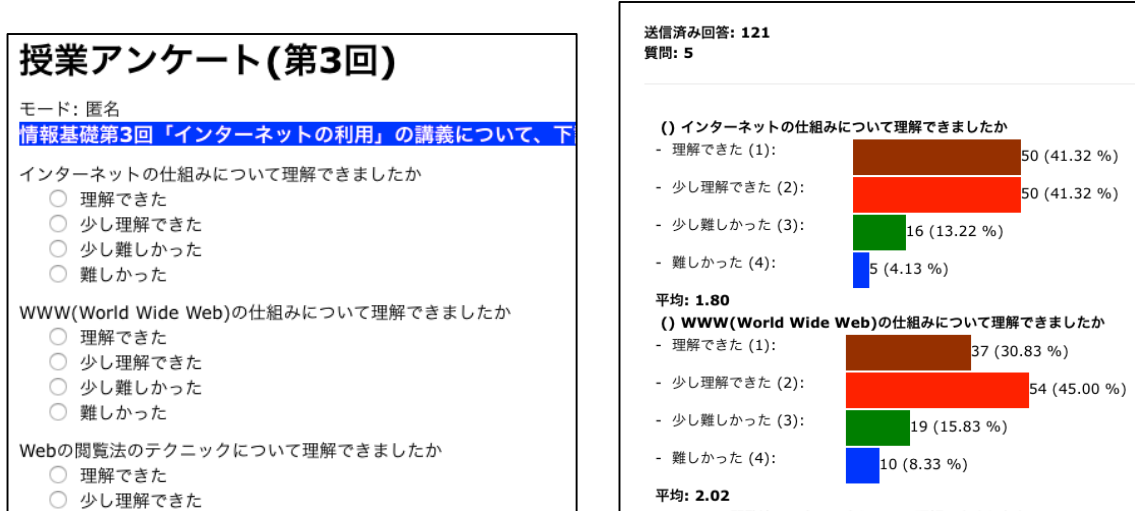 授業アンケート(第3回)
モード: 匿名
情報基礎第3回「インターネットの利用」の講義について、下
インターネットの仕組みについて理解できましたか
理解できた
少し理解できた
少し難しかった
難しかった
WWW(World Wide Web)の仕組みについて理解できましたか
理解できた
少し理解できた
少し難しかった
難しかった
Webの閲覧法のテクニックについて理解できましたか
理解できた
少し理解できた
送信済み回答: 121
質問: 5
() インターネットの仕組みについて理解できましたか
- 理解できた (1): 50 (41.32 %)
- 少し理解できた (2): 50 (41.32 %)
- 少し難しかった (3): 16 (13.22 %)
- 難しかった (4): 5 (4.13 %)
平均: 1.80
() WWW(World Wide Web)の仕組みについて理解できましたか
- 理解できた (1): 37 (30.83 %)
- 少し理解できた (2): 54 (45.00 %)
- 少し難しかった (3): 19 (15.83 %)
- 難しかった (4): 10 (8.33 %)
平均: 2.02